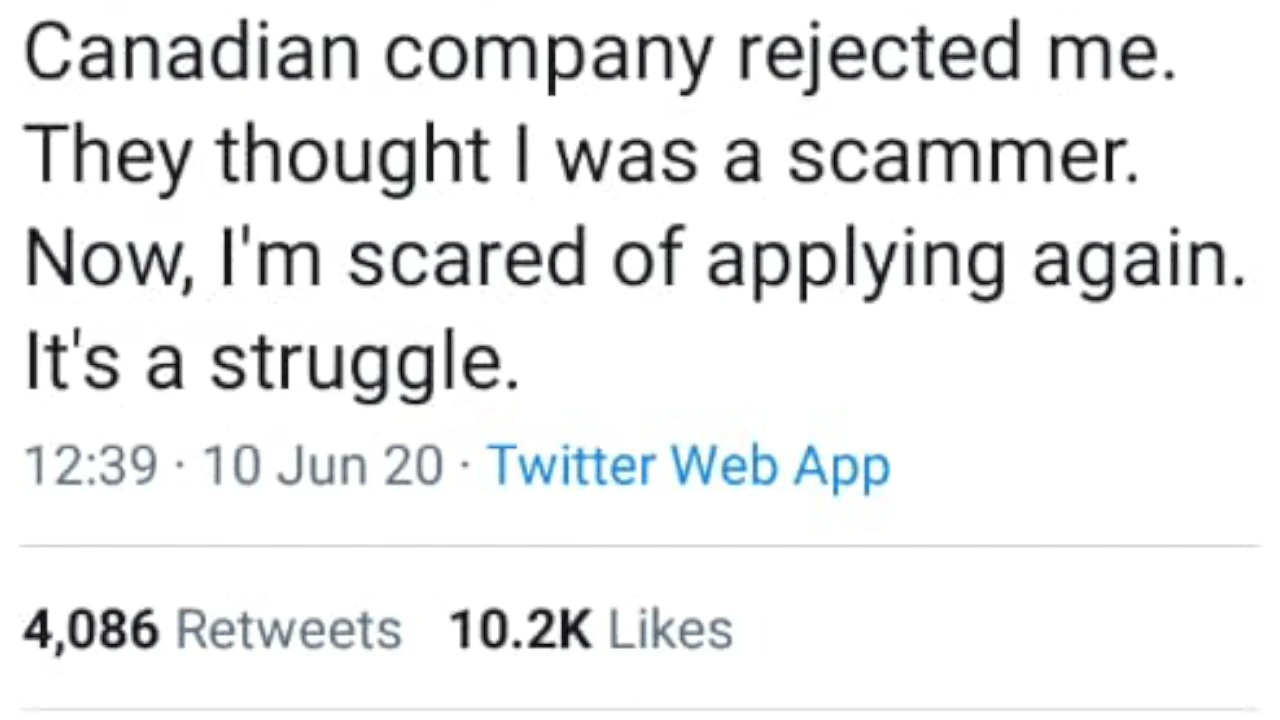 Canadian company rejected me.
They thought I was a scammer.
Now, I'm scared of applying again.
It's a struggle.
12:39 · 10 Jun 20 · Twitter Web App
4,086 Retweets 10.2K Likes